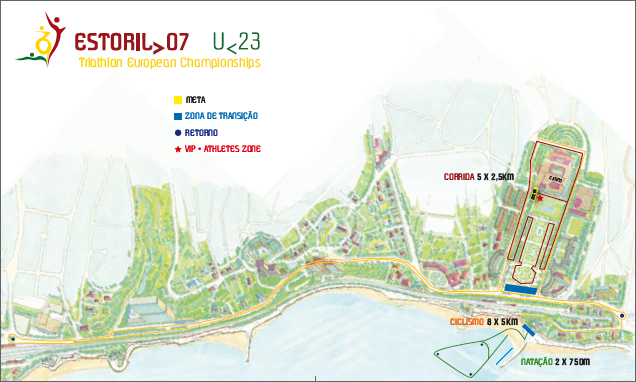 ESTORIL>07 U<23
Triathlon European Championships
META
ZONA DE TRANSIÇÃO
RETORNO
VIP • ATHLETES ZONE
CORRIDA 5 X 2,5KM
CICLISMO 8 X 5KM
NATAÇÃO 2 X 750M